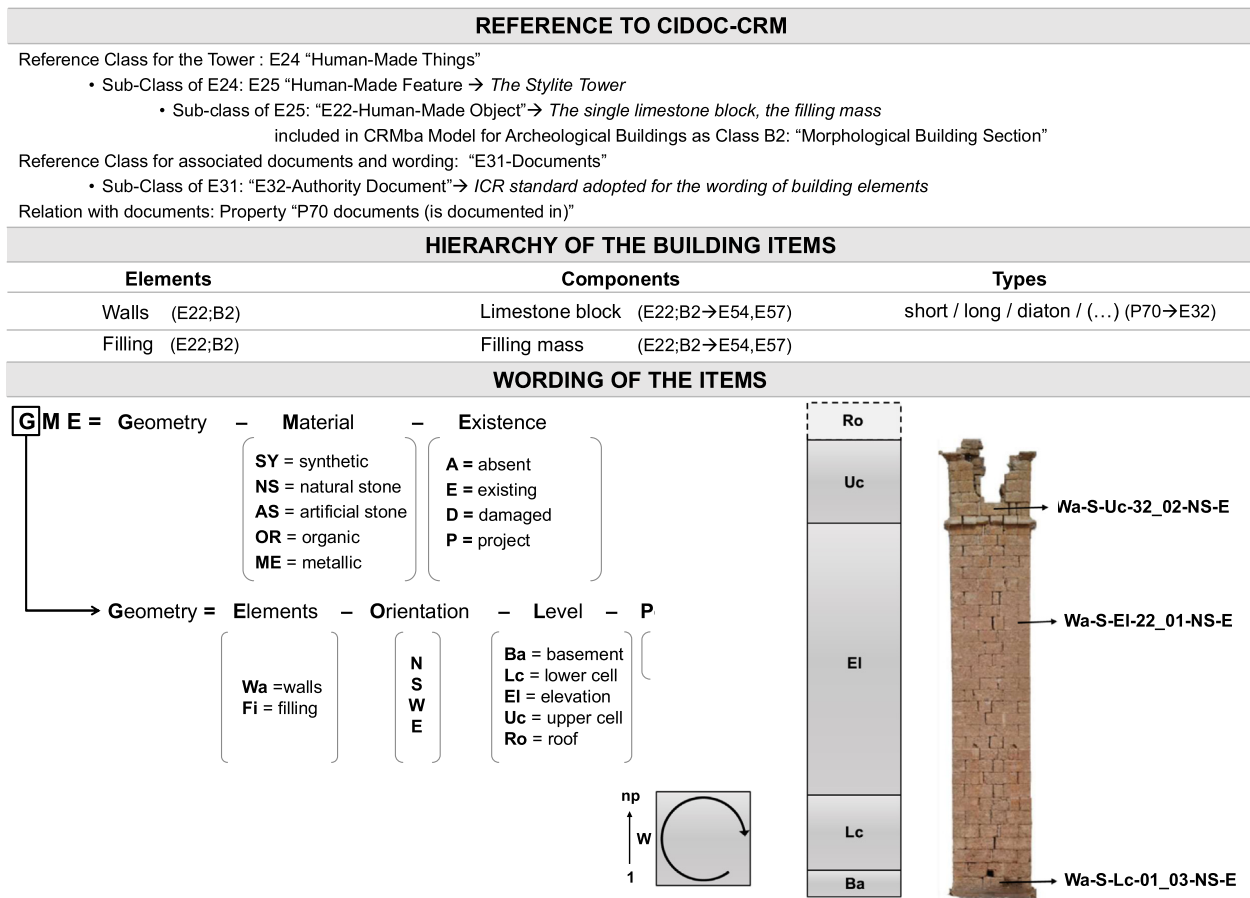 REFERENCE TO CIDOC-CRM
Reference Class for the Tower : E24 “Human-Made Things”
• Sub-Class of E24: E25 “Human-Made Feature → The Stylite Tower
• Sub-class of E25: “E22-Human-Made Object”→ The single limestone block, the filling mass
included in CRMba Model for Archeological Buildings as Class B2: “Morphological Building Section”
Reference Class for associated documents and wording: “E31-Documents”
• Sub-Class of E31: “E32-Authority Document”→ ICR standard adopted for the wording of building elements
Relation with documents: Property “P70 documents (is documented in)”
HIERARCHY OF THE BUILDING ITEMS
Elements Components Types
Walls (E22;B2) Limestone block (E22;B2→E54,E57) short / long / diaton / (…) (P70→E32)
Filling (E22;B2) Filling mass (E22;B2→E54,E57)
WORDING OF THE ITEMS
G M E = Geometry – Material – Existence
SY = synthetic
NS = natural stone
AS = artificial stone
OR = organic
ME = metallic
A = absent
E = existing
D = damaged
P = project
Geometry = Elements – Orientation – Level – P
Wa =walls
Fi = filling
N
S
W
E
Ba = basement
Lc = lower cell
El = elevation
Uc = upper cell
Ro = roof
np
W
1
Ro
Uc
El
Lc
Ba
Wa-S-Uc-32_02-NS-E
Wa-S-El-22_01-NS-E
Wa-S-Lc-01_03-NS-E